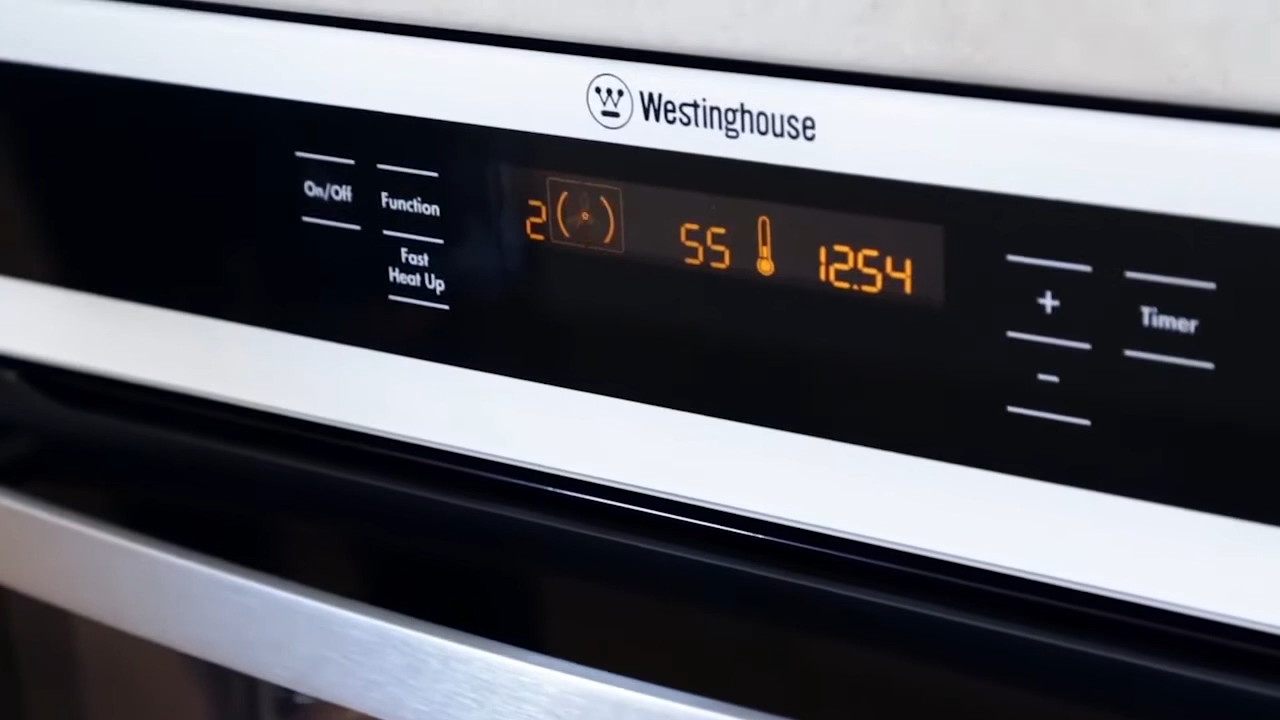 Westinghouse
On/Off
Function
Fast
Heat Up
2
55
12.54
+
-
Timer